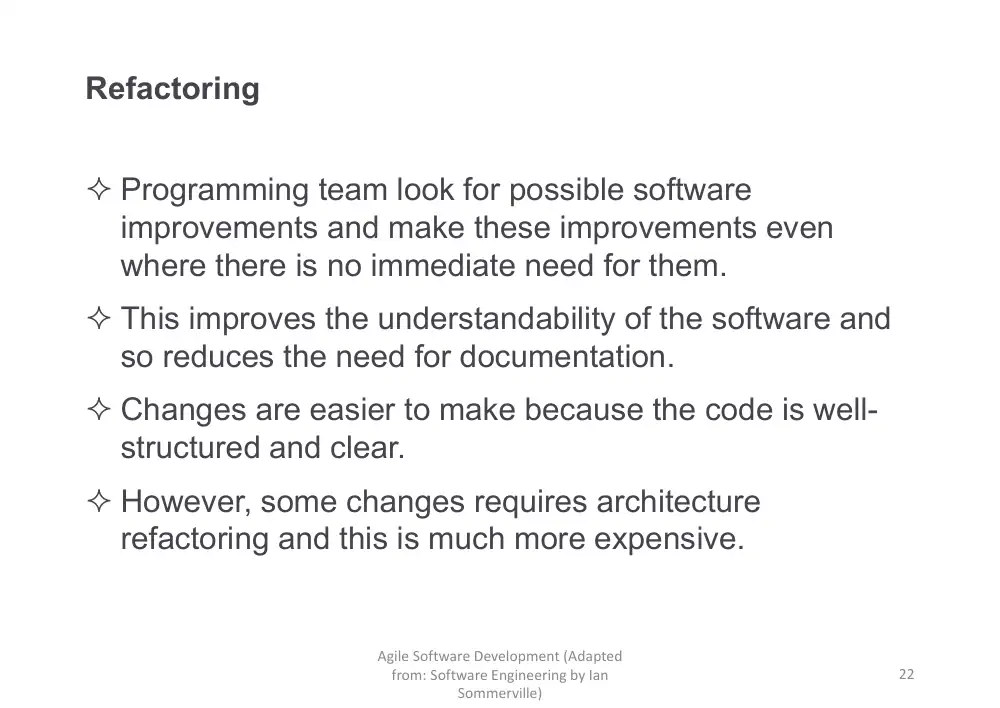 Refactoring
✧ Programming team look for possible software
improvements and make these improvements even
where there is no immediate need for them.
✧ This improves the understandability of the software and
so reduces the need for documentation.
✧ Changes are easier to make because the code is well-
structured and clear.
✧ However, some changes requires architecture
refactoring and this is much more expensive.
Agile Software Development (Adapted
from: Software Engineering by Ian
Sommerville)
22